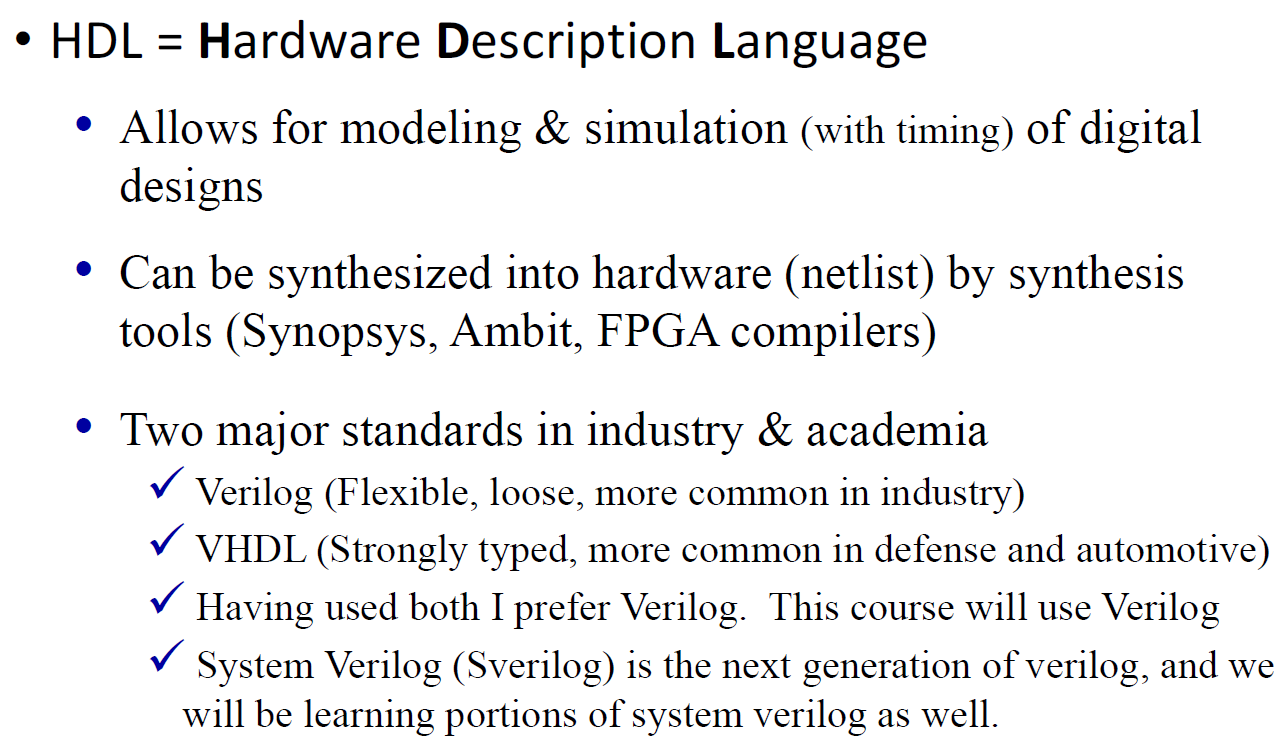 • HDL = Hardware Description Language
• Allows for modeling & simulation (with timing) of digital
designs
• Can be synthesized into hardware (netlist) by synthesis
tools (Synopsys, Ambit, FPGA compilers)
• Two major standards in industry & academia
✓ Verilog (Flexible, loose, more common in industry)
✓ VHDL (Strongly typed, more common in defense and automotive)
✓ Having used both I prefer Verilog.  This course will use Verilog
✓ System Verilog (Sverilog) is the next generation of verilog, and we
will be learning portions of system verilog as well.